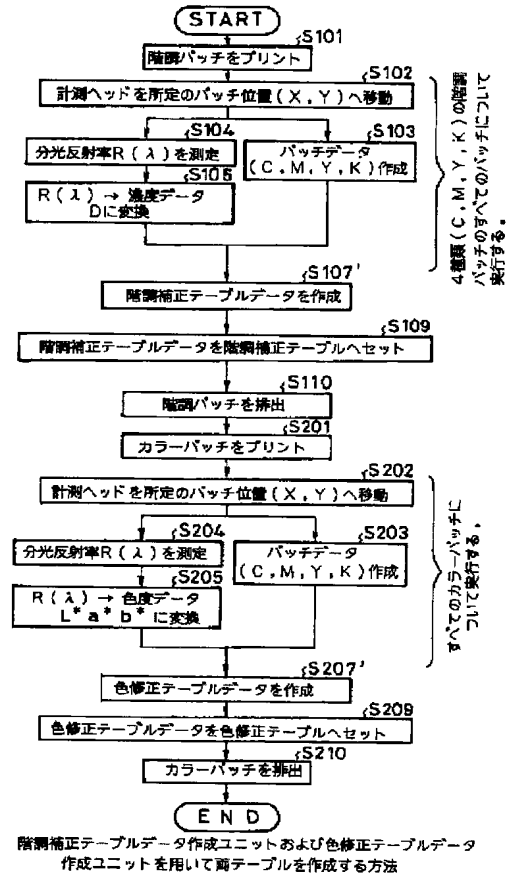 START
S101
階調パッチをプリント
S102
計測ヘッドを所定のパッチ位置(X,Y)へ移動
S104
分光反射率R(λ)を測定
S103
パッチデータ
(C,M,Y,K)作成
S106
R(λ)→濃度データ
Dに変換
4種類(C,M,Y,K)の階調
パッチのすべてのパッチについて
実行する。
S107'
階調補正テーブルデータを作成
S109
階調補正テーブルデータを階調補正テーブルへセット
S110
階調パッチを排出
S201
カラーパッチをプリント
S202
計測ヘッドを所定のパッチ位置(X,Y)へ移動
S204
分光反射率R(λ)を測定
S203
パッチデータ
(C,M,Y,K)作成
S205
R(λ)→色度データ
L* a* b* に変換
すべてのカラーパッチに
ついて実行する。
S207'
色修正テーブルデータを作成
S209
色修正テーブルデータを色修正テーブルへセット
S210
カラーパッチを排出
END
階調補正テーブルデータ作成ユニットおよび色修正テーブルデータ
作成ユニットを用いて両テーブルを作成する方法